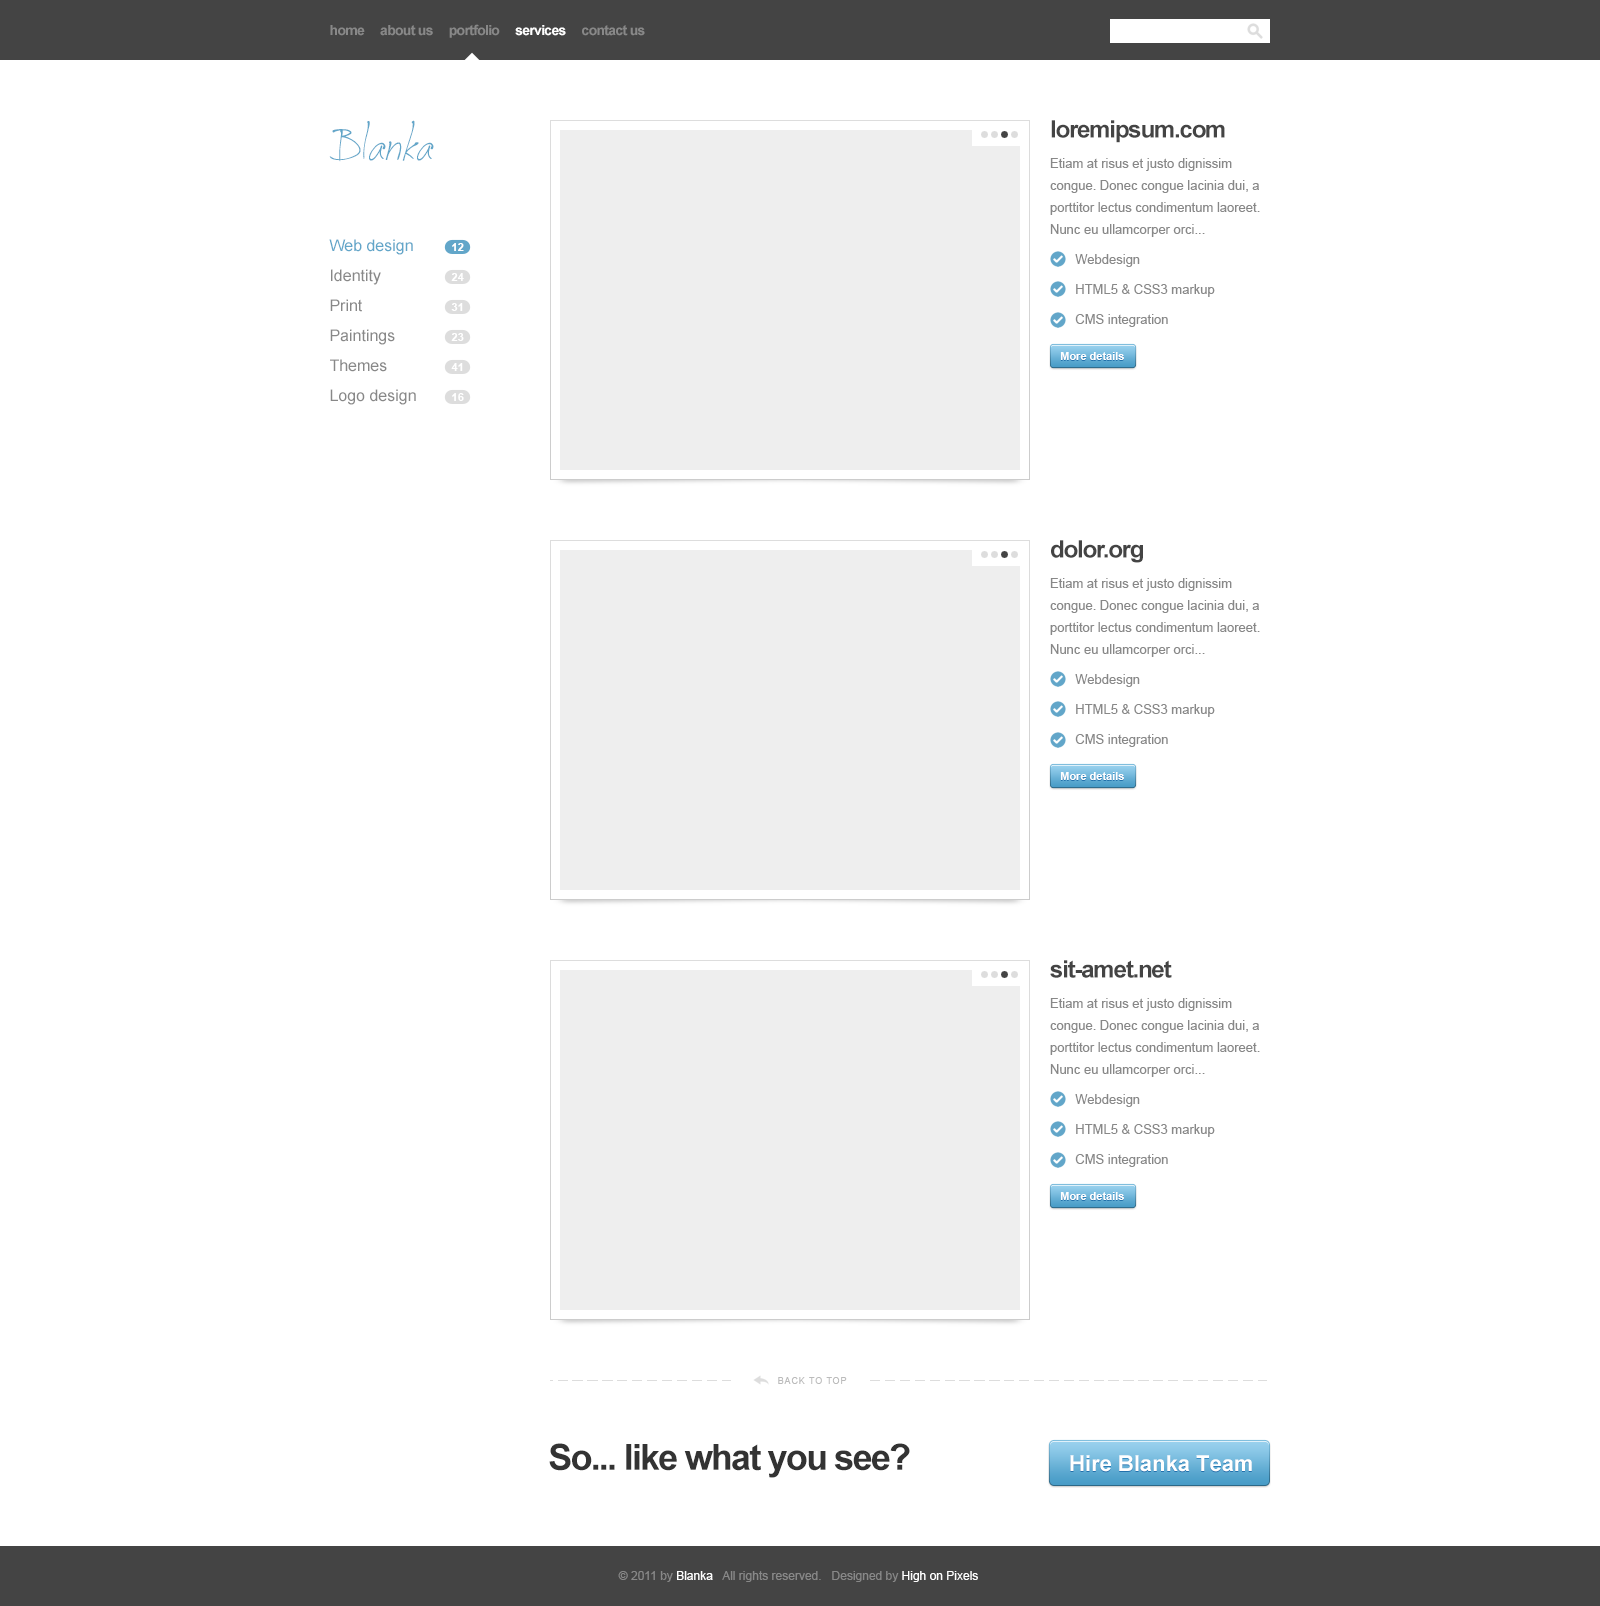 home about us portfolio services contact us
Blanka
Web design 12
Identity 24
Print 31
Paintings 23
Themes 41
Logo design 16
loremipsum.com
Etiam at risus et justo dignissim
congue. Donec congue lacinia dui, a
porttitor lectus condimentum laoreet.
Nunc eu ullamcorper orci...
Webdesign
HTML5 & CSS3 markup
CMS integration
More details
dolor.org
Etiam at risus et justo dignissim
congue. Donec congue lacinia dui, a
porttitor lectus condimentum laoreet.
Nunc eu ullamcorper orci...
Webdesign
HTML5 & CSS3 markup
CMS integration
More details
sit-amet.net
Etiam at risus et justo dignissim
congue. Donec congue lacinia dui, a
porttitor lectus condimentum laoreet.
Nunc eu ullamcorper orci...
Webdesign
HTML5 & CSS3 markup
CMS integration
More details
BACK TO TOP
So... like what you see?
Hire Blanka Team
© 2011 by Blanka All rights reserved. Designed by High on Pixels